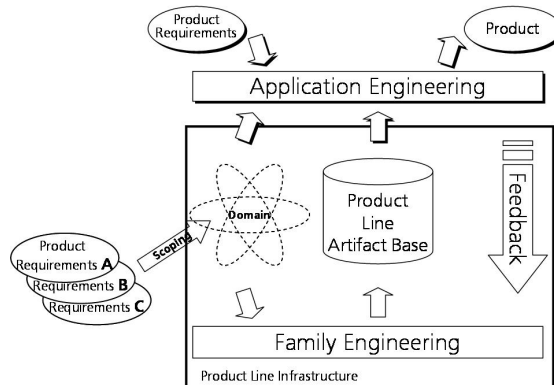 Product
Requirements
Product
Application Engineering
Domain
Product
Line
Artifact Base
Feedback
Scoping
Product
Requirements A
Requirements B
Requirements C
Family Engineering
Product Line Infrastructure